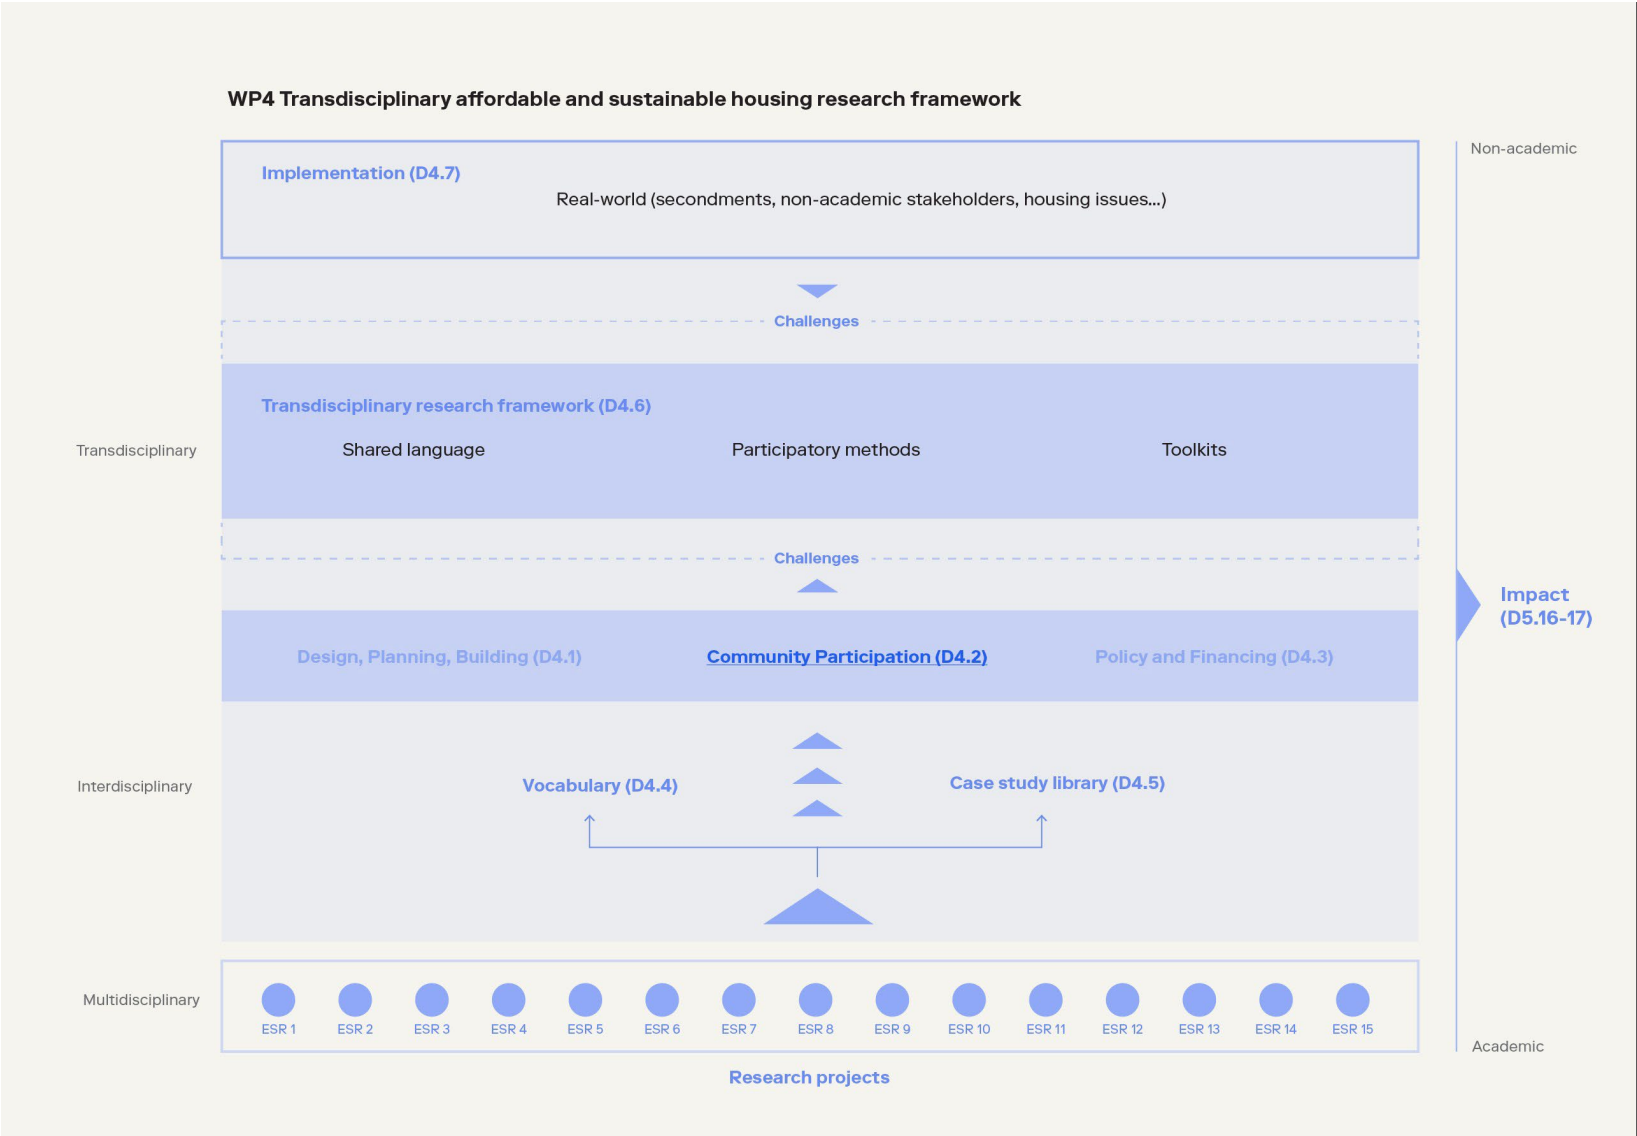 WP4 Transdisciplinary affordable and sustainable housing research framework
Non-academic
Implementation (D4.7)
Real-world (secondments, non-academic stakeholders, housing issues...)
Challenges
Transdisciplinary research framework (D4.6)
Transdisciplinary
Shared language
Participatory methods
Toolkits
Challenges
Impact
(D5.16-17)
Design, Planning, Building (D4.1)
Community Participation (D4.2)
Policy and Financing (D4.3)
Interdisciplinary
Vocabulary (D4.4)
Case study library (D4.5)
Multidisciplinary
ESR 1
ESR 2
ESR 3
ESR 4
ESR 5
ESR 6
ESR 7
ESR 8
ESR 9
ESR 10
ESR 11
ESR 12
ESR 13
ESR 14
ESR 15
Academic
Research projects